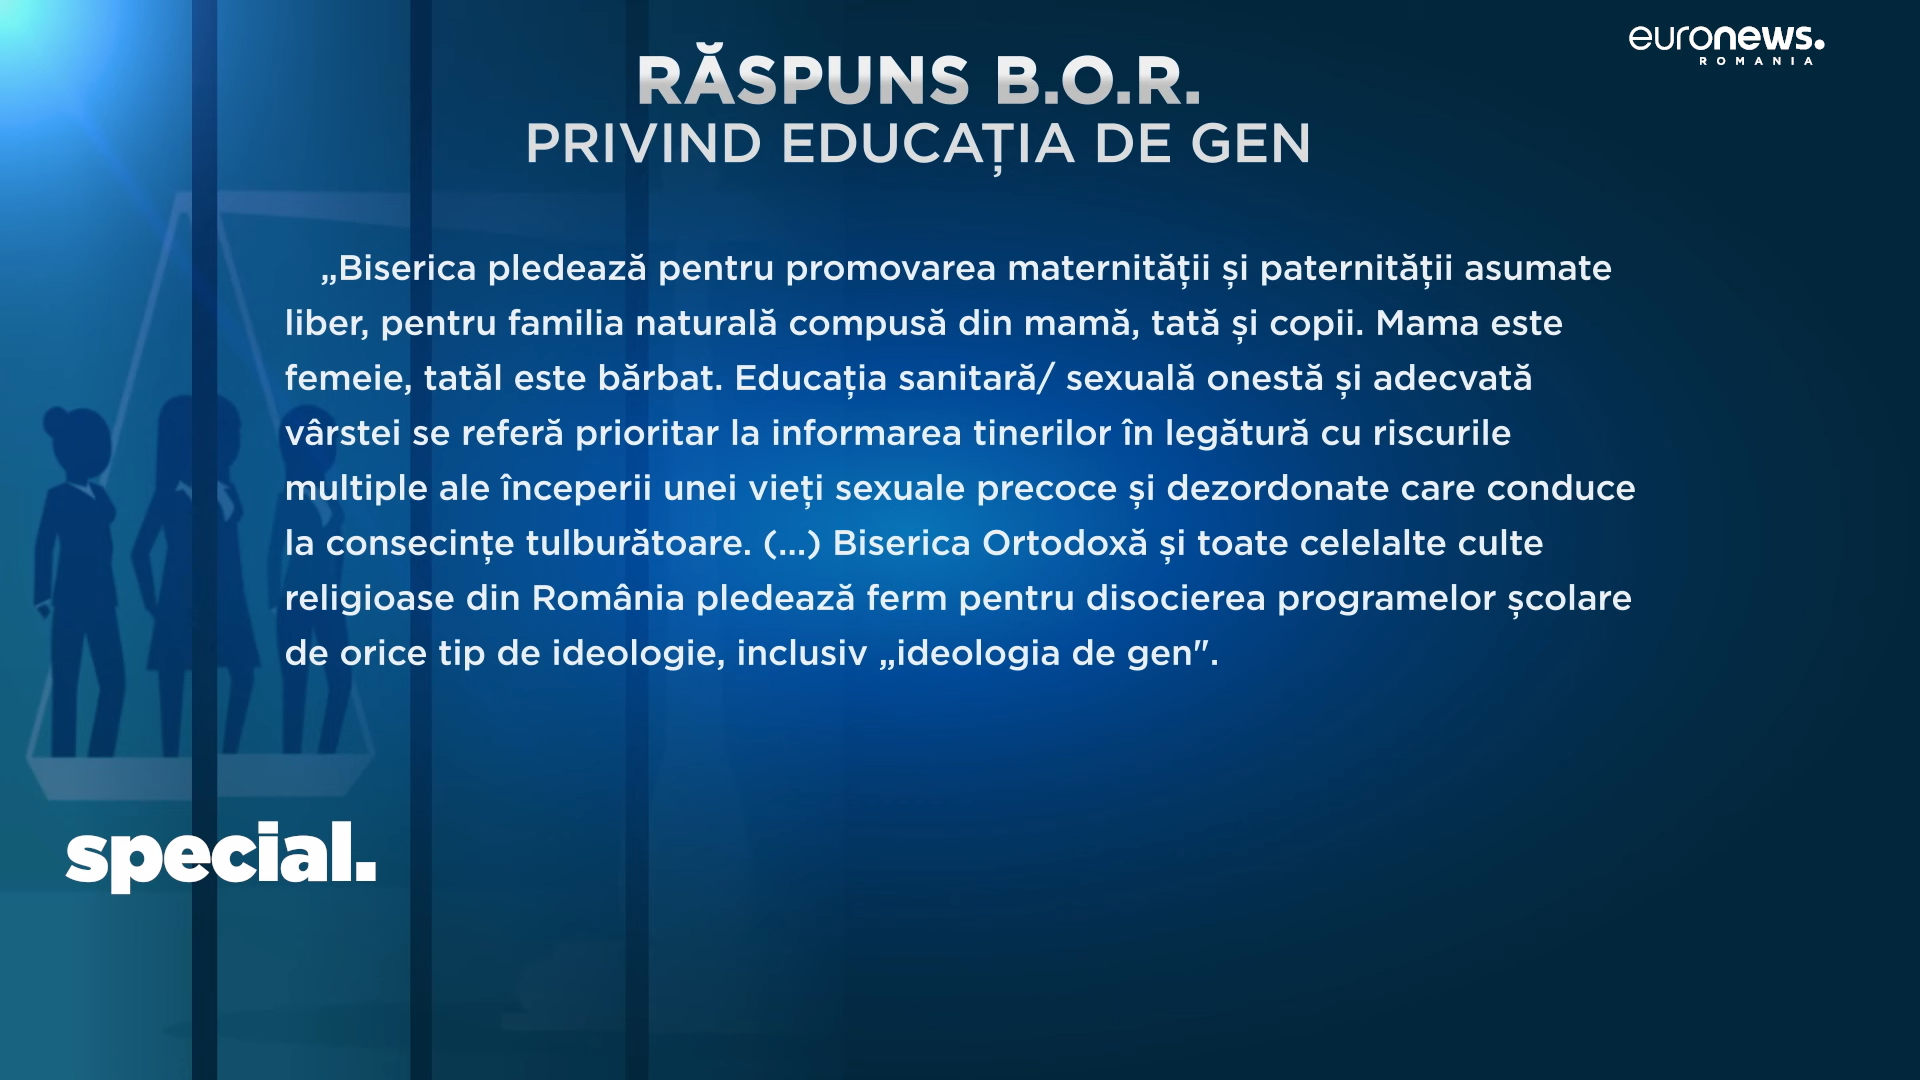 euronews.
ROMANIA
RĂSPUNS B.O.R.
PRIVIND EDUCAȚIA DE GEN
„Biserica pledează pentru promovarea maternității și paternității asumate
liber, pentru familia naturală compusă din mamă, tată și copii. Mama este
femeie, tatăl este bărbat. Educația sanitară/ sexuală onestă și adecvată
vârstei se referă prioritar la informarea tinerilor în legătură cu riscurile
multiple ale începerii unei vieți sexuale precoce și dezordonate care conduce
la consecințe tulburătoare. (...) Biserica Ortodoxă și toate celelalte culte
religioase din România pledează ferm pentru disocierea programelor școlare
de orice tip de ideologie, inclusiv „ideologia de gen".
special.